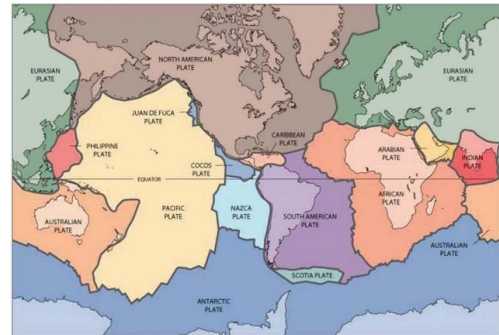 NORTH AMERICAN
PLATE
EURASIAN
PLATE
EURASIAN
PLATE
JUAN DE FUCA
PLATE
CARIBBEAN
PLATE
PHILIPPINE
PLATE
ARABIAN
PLATE
INDIAN
PLATE
COCOS
PLATE
EQUATOR
AFRICAN
PLATE
AUSTRALIAN
PLATE
PACIFIC
PLATE
NAZCA
PLATE
SOUTH AMERICAN
PLATE
AUSTRALIAN
PLATE
SCOTIA PLATE
ANTARCTIC
PLATE